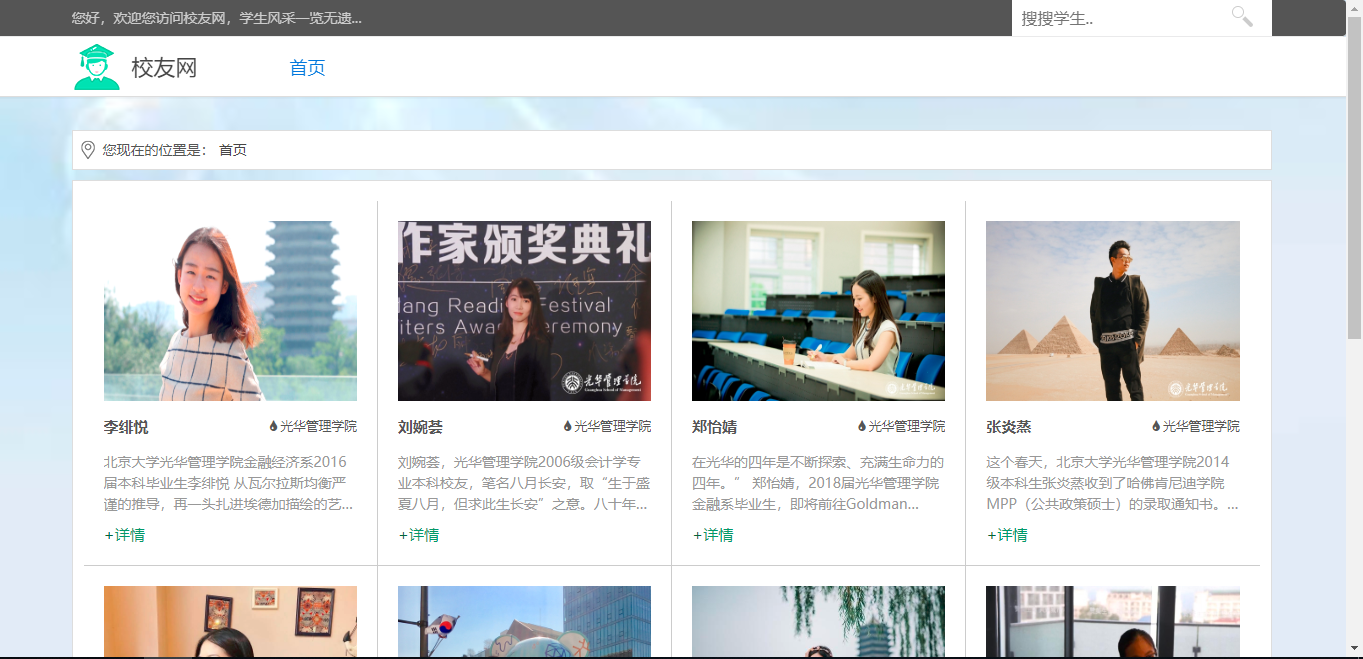 您好，欢迎您访问校友网，学生风采一览无遗...
搜搜学生..
校友网
首页
您现在的位置是： 首页
作家颁奖典礼
dang Reading Festival
iters Award Ceremony
光华管理学院
光华管理学院
光华管理学院
李绯悦
光华管理学院
北京大学光华管理学院金融经济系2016
届本科毕业生李绯悦 从瓦尔拉斯均衡严
谨的推导，再一头扎进埃德加描绘的艺...
+详情
刘婉荟
光华管理学院
刘婉荟，光华管理学院2006级会计学专
业本科校友，笔名八月长安，取“生于盛
夏八月，但求此生长安”之意。八十年...
+详情
郑怡婧
光华管理学院
在光华的四年是不断探索、充满生命力的
四年。” 郑怡婧，2018届光华管理学院
金融系毕业生，即将前往Goldman...
+详情
张炎蒸
光华管理学院
这个春天，北京大学光华管理学院2014
级本科生张炎蒸收到了哈佛肯尼迪学院
MPP（公共政策硕士）的录取通知书。...
+详情